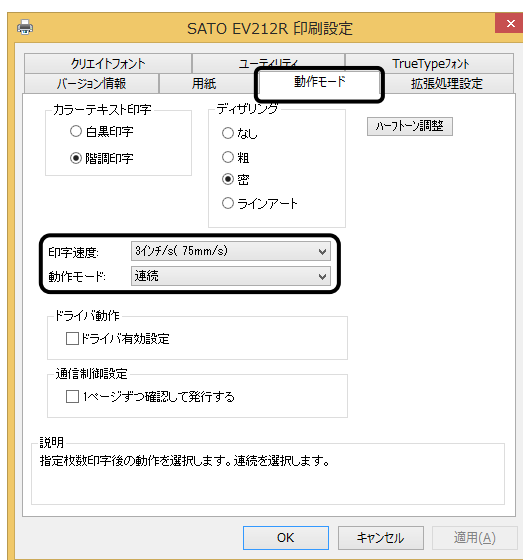 SATO EV212R 印刷設定
クリエイトフォント ユーティリティ TrueTypeフォント
バージョン情報 用紙 動作モード 拡張処理設定
カラーテキスト印字
白黒印字
階調印字
ディザリング
なし
粗
密
ラインアート
ハーフトーン調整
印字速度: 3インチ/s( 75mm/s)
動作モード: 連続
ドライバ動作
ドライバ有効設定
通信制御設定
1ページずつ確認して発行する
説明
指定枚数印字後の動作を選択します。連続を選択します。
OK キャンセル 適用(A)